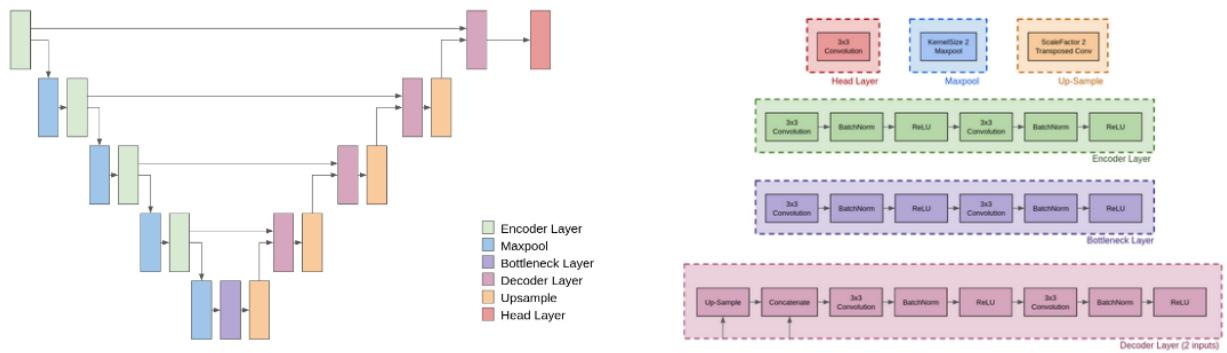 Encoder Layer
Maxpool
Bottleneck Layer
Decoder Layer
Upsample
Head Layer
3x3
Convolution
Head Layer
KernelSize 2
Maxpool
Maxpool
ScaleFactor 2
Transposed Conv
Up-Sample
3x3
Convolution
BatchNorm
ReLU
3x3
Convolution
BatchNorm
ReLU
Encoder Layer
3x3
Convolution
BatchNorm
ReLU
3x3
Convolution
BatchNorm
ReLU
Bottleneck Layer
Up-Sample
Concatenate
3x3
Convolution
BatchNorm
ReLU
3x3
Convolution
BatchNorm
ReLU
Decoder Layer (2 inputs)